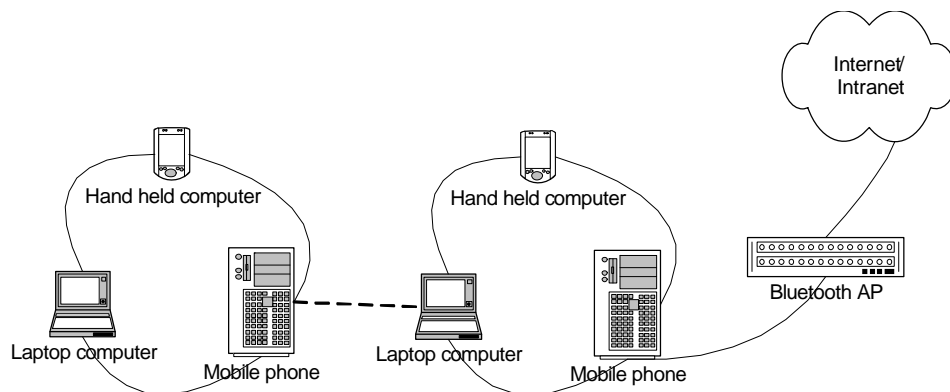 Internet/
Intranet
Hand held computer
Hand held computer
Bluetooth AP
Laptop computer
Mobile phone
Laptop computer
Mobile phone